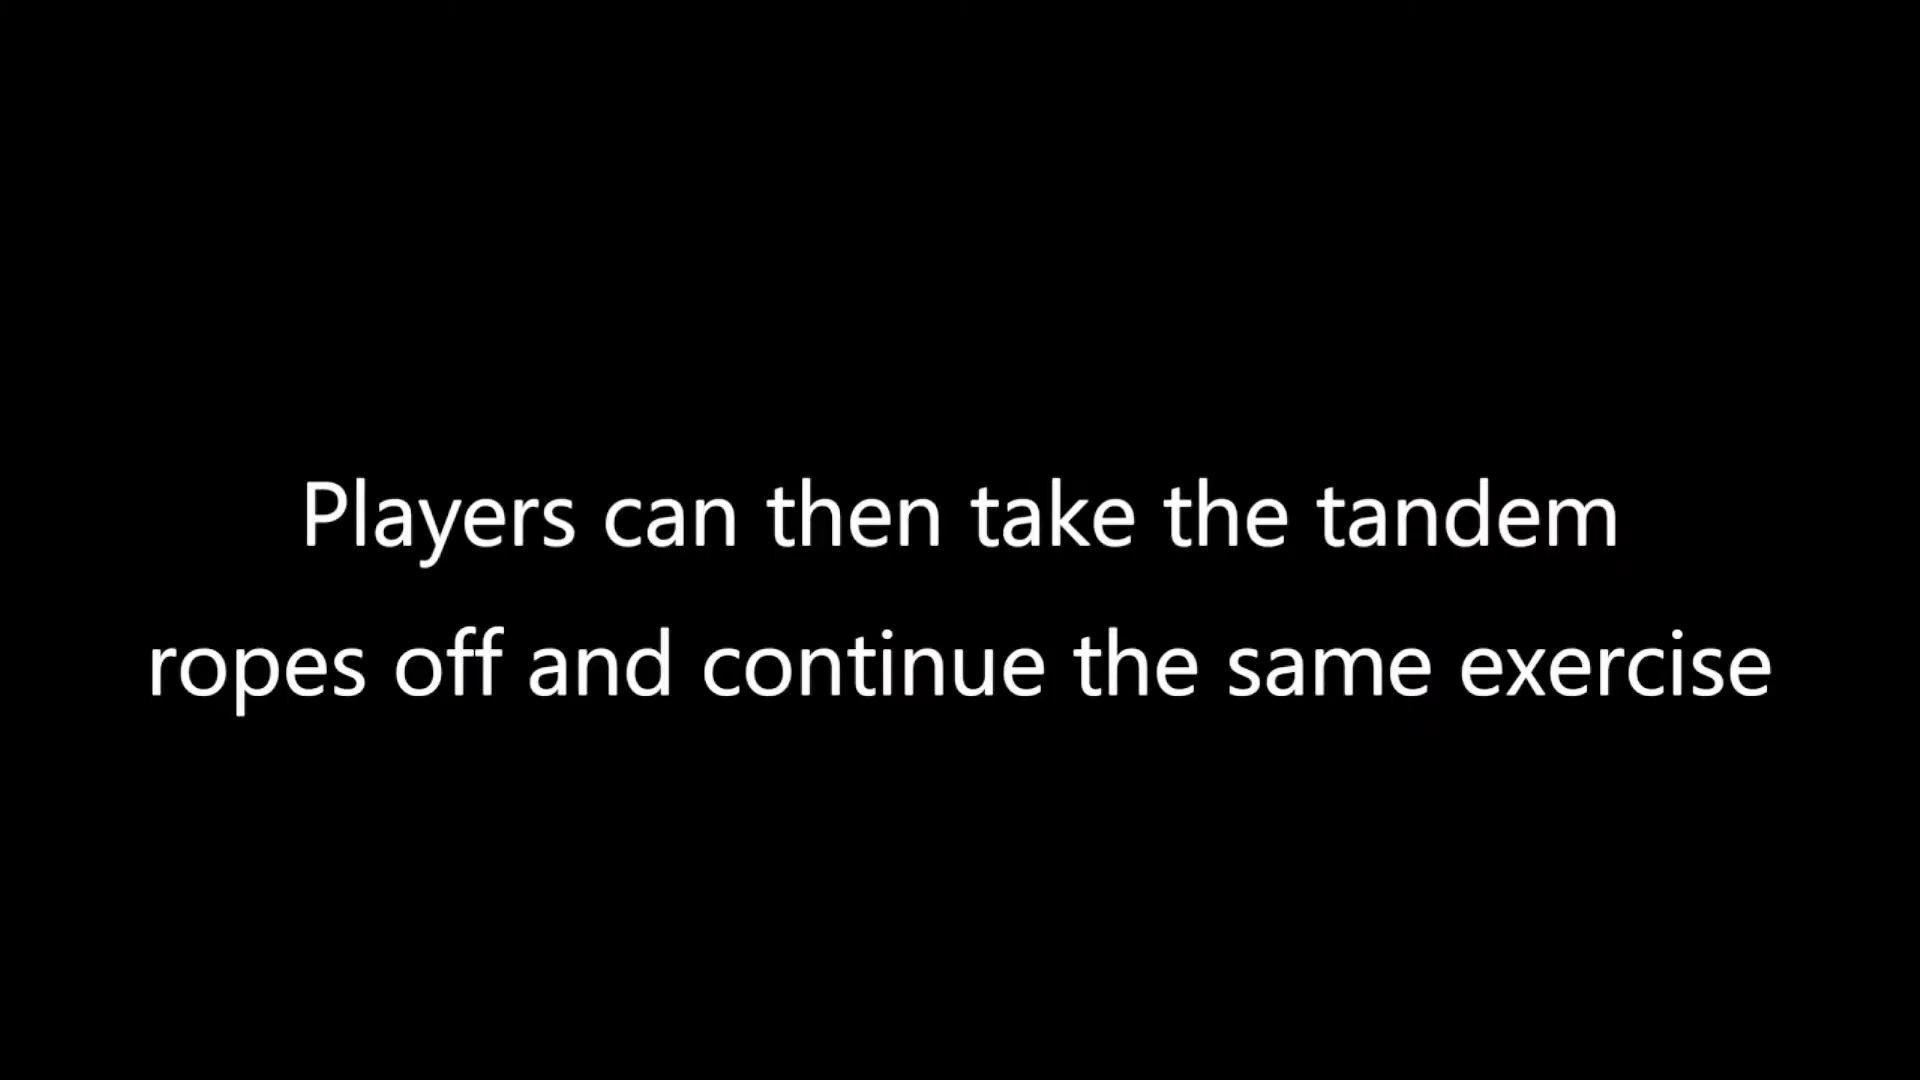 Players can then take the tandem
ropes off and continue the same exercise